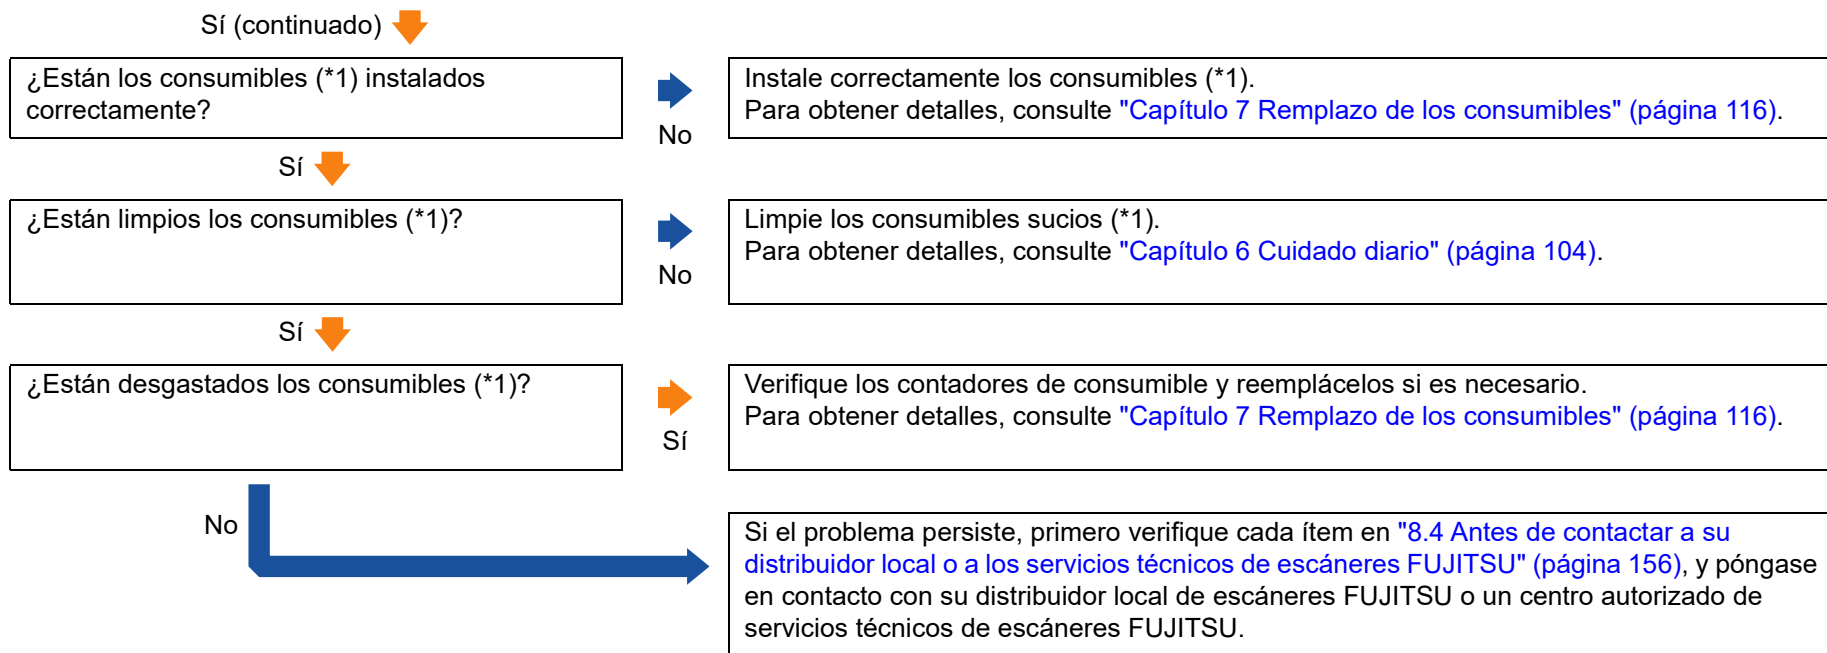 Sí (continuado)
¿Están los consumibles (*1) instalados
correctamente?
No
Instale correctamente los consumibles (*1).
Para obtener detalles, consulte "Capítulo 7 Remplazo de los consumibles" (página 116).
Sí
¿Están limpios los consumibles (*1)?
No
Limpie los consumibles sucios (*1).
Para obtener detalles, consulte "Capítulo 6 Cuidado diario" (página 104).
Sí
¿Están desgastados los consumibles (*1)?
Sí
Verifique los contadores de consumible y reemplácelos si es necesario.
Para obtener detalles, consulte "Capítulo 7 Remplazo de los consumibles" (página 116).
No
Si el problema persiste, primero verifique cada ítem en "8.4 Antes de contactar a su
distribuidor local o a los servicios técnicos de escáneres FUJITSU" (página 156), y póngase
en contacto con su distribuidor local de escáneres FUJITSU o un centro autorizado de
servicios técnicos de escáneres FUJITSU.